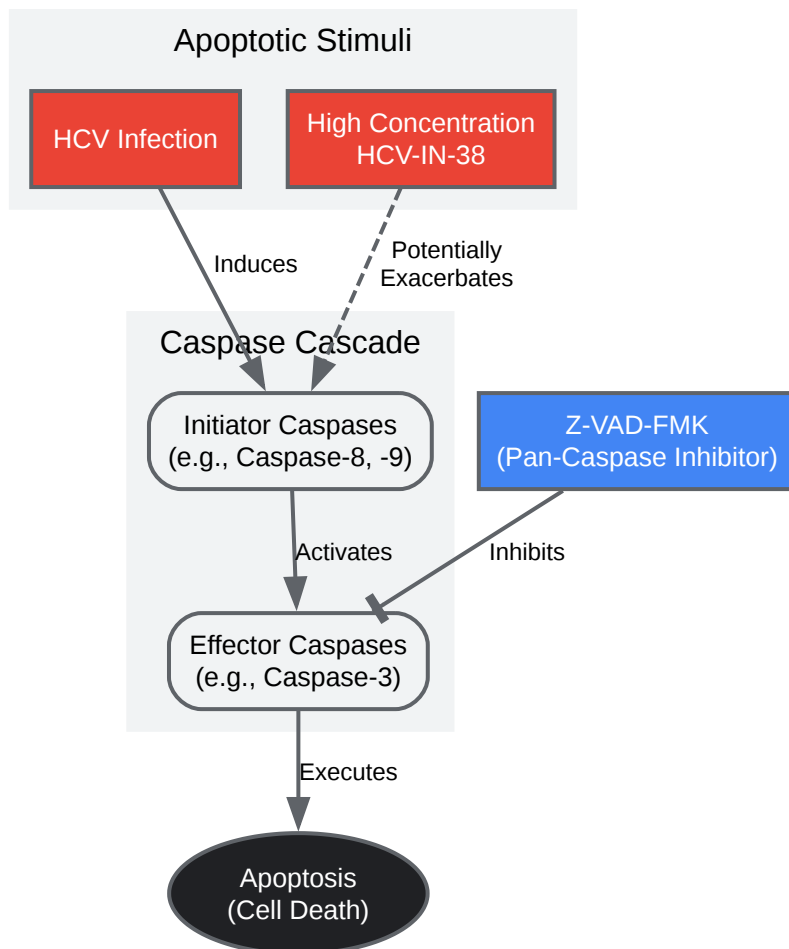 Apoptotic Stimuli
HCV Infection
High Concentration
HCV-IN-38
Induces
Potentially
Exacerbates
Caspase Cascade
Initiator Caspases
(e.g., Caspase-8, -9)
Z-VAD-FMK
(Pan-Caspase Inhibitor)
Activates
Inhibits
Effector Caspases
(e.g., Caspase-3)
Executes
Apoptosis
(Cell Death)